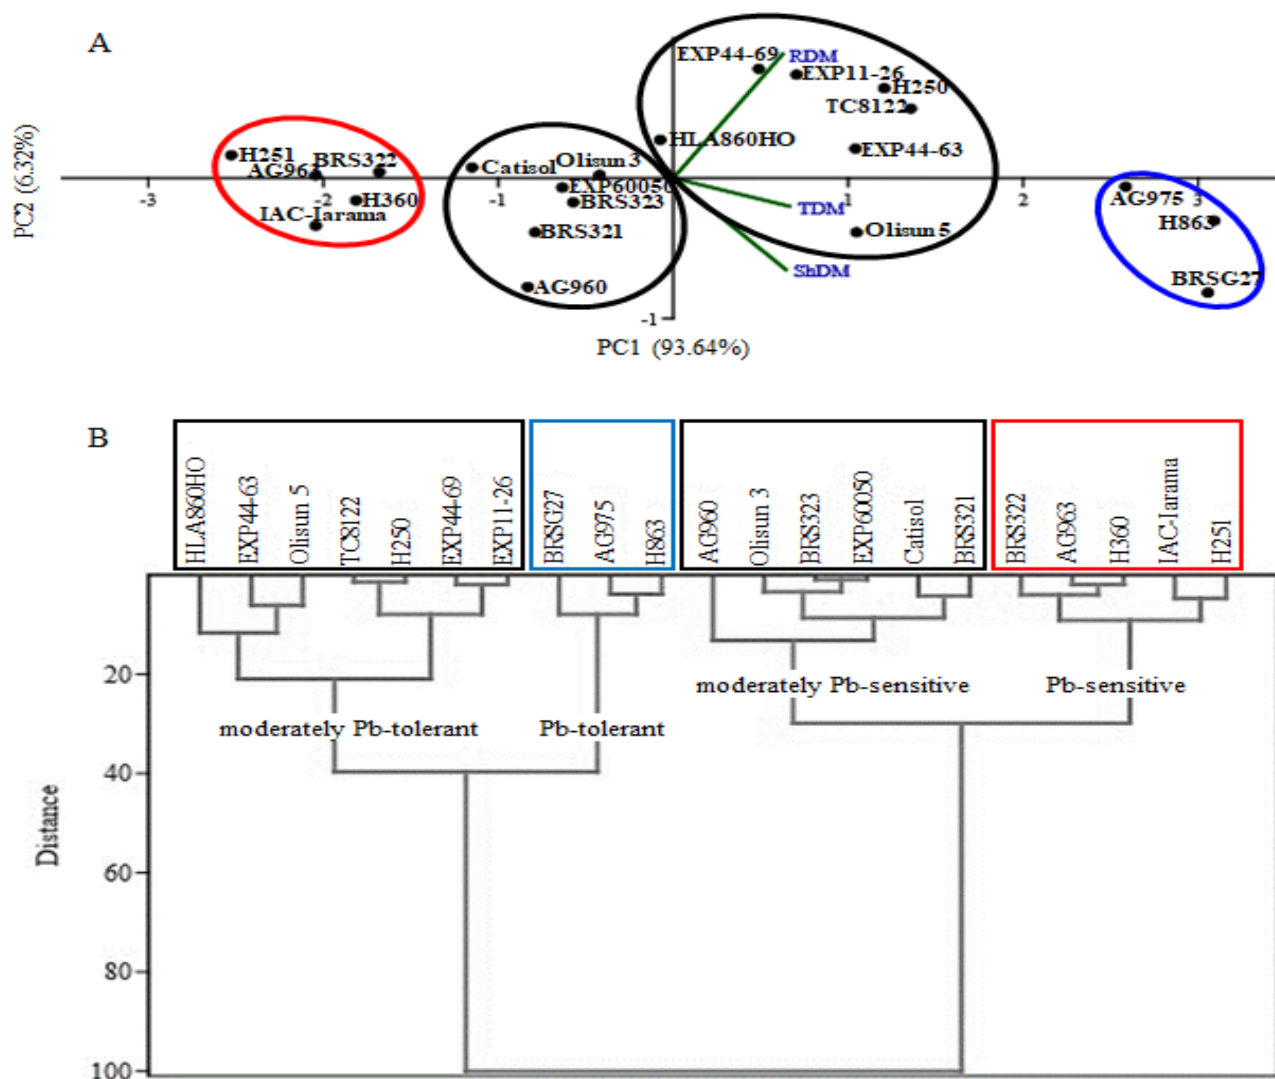 A
EXP44-69
RDM
EXP11-26
H250
TC8122
HLA860HO
EXP44-63
H251
BRS322
AG963
Catisol
Olisun 3
EXP60050
BRS323
H360
IAC-Iarama
BRS321
AG960
TDM
ShDM
Olisun 5
AG975
H863
BRSG27
-3
-2
-1
1
2
3
-1
PC2 (6.32%)
PC1 (93.64%)
B
HLA860HO
EXP44-63
Olisun 5
TC8122
H250
EXP44-69
EXP11-26
BRSG27
AG975
H863
AG960
Olisun 3
BRS323
EXP60050
Catisol
BRS321
BRS322
AG963
H360
IAC-Iarama
H251
moderately Pb-sensitive
Pb-sensitive
moderately Pb-tolerant
Pb-tolerant
20
40
60
80
100
Distance